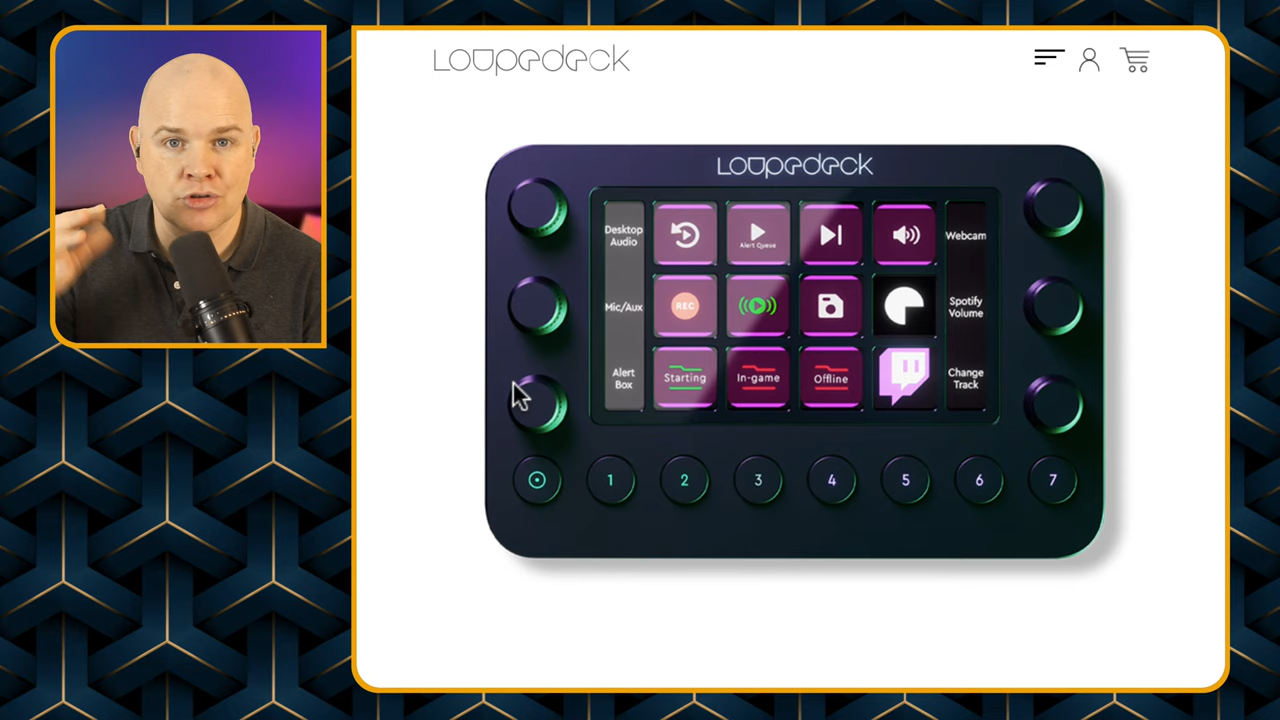 Loupedeck
Loupedeck
Desktop
Audio
Alert Queue
Webcam
Mic/Aux
REC
Spotify
Volume
Alert
Box
Starting
In-game
Offline
Change
Track
1 2 3 4 5 6 7